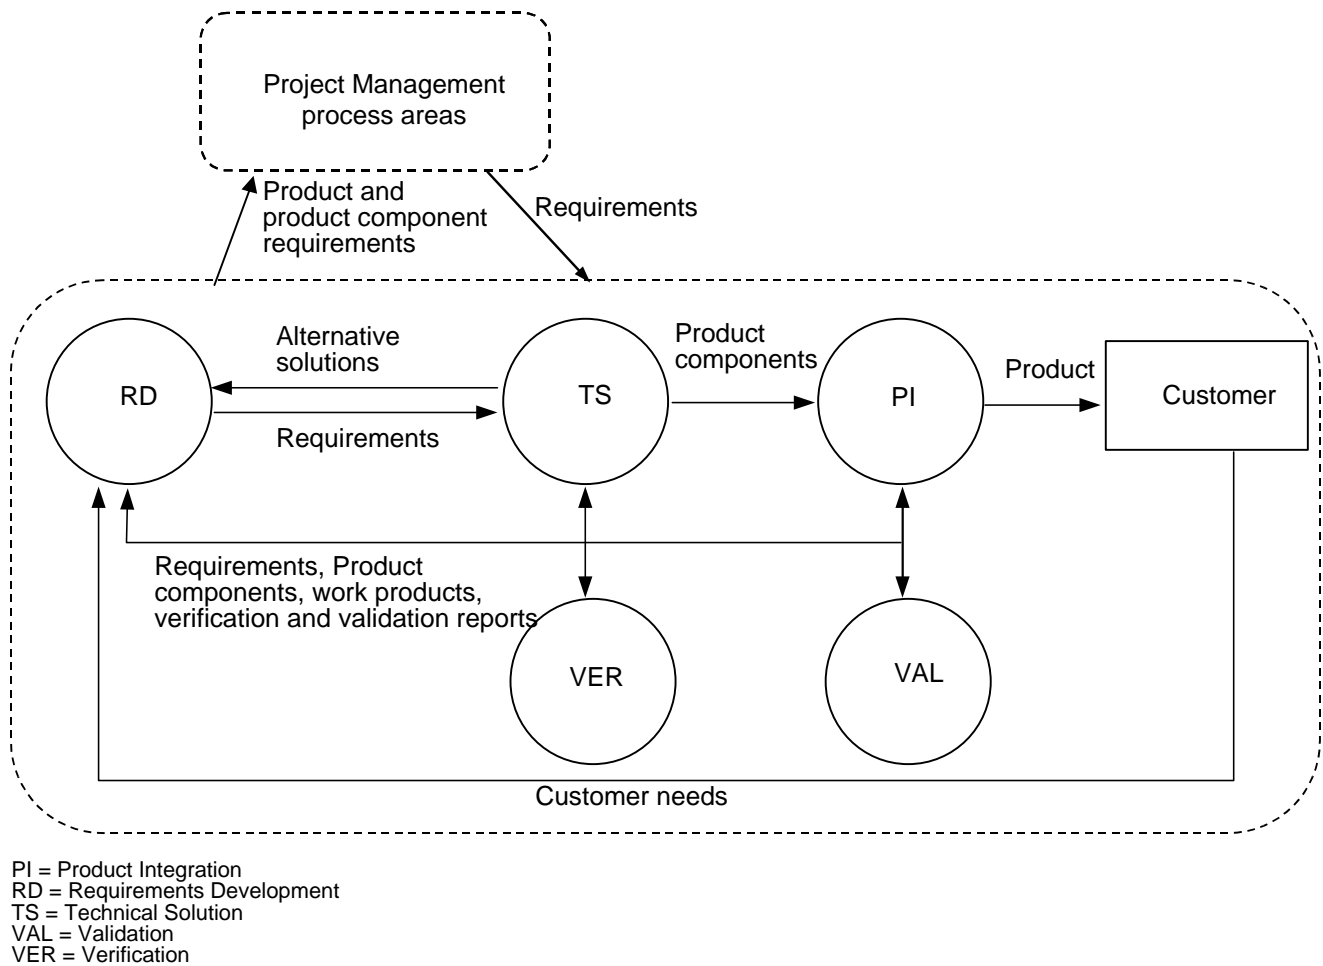 Project Management
process areas
Product and
product component
requirements
Requirements
Alternative
solutions
Product
components
Product
RD
TS
PI
Customer
Requirements
Requirements, Product
components, work products,
verification and validation reports
VER
VAL
Customer needs
PI = Product Integration
RD = Requirements Development
TS = Technical Solution
VAL = Validation
VER = Verification